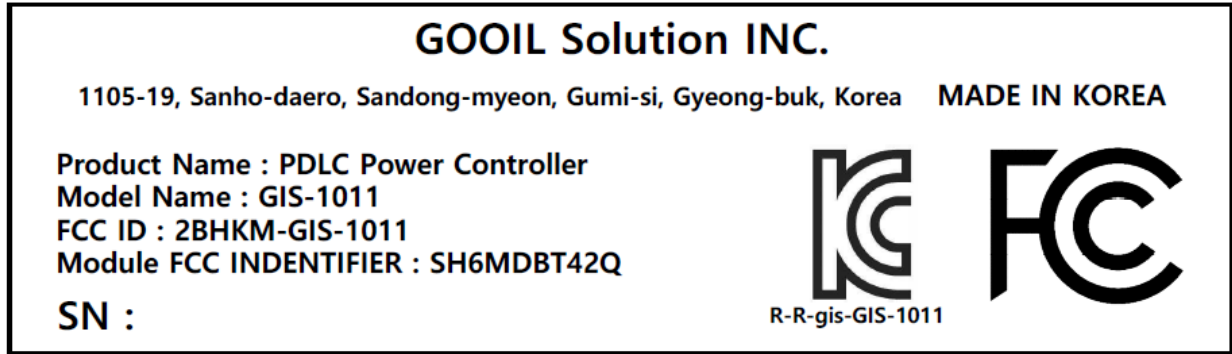 GOOIL Solution INC.
1105-19, Sanho-daero, Sandong-myeon, Gumi-si, Gyeong-buk, Korea MADE IN KOREA
Product Name : PDLC Power Controller
Model Name : GIS-1011
FCC ID : 2BHKM-GIS-1011
Module FCC INDENTIFIER : SH6MDBT42Q
SN :
KC
R-R-gis-GIS-1011
FCC